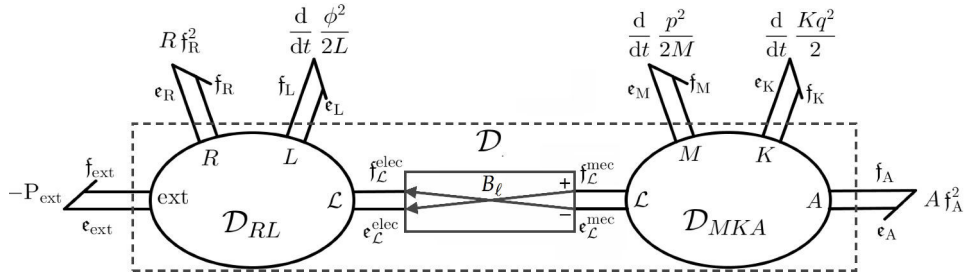 R 𝔣_R^2
d/dt ϕ^2/2L
d/dt p^2/2M
d/dt Kq^2/2
𝔢_R 𝔣_R 𝔣_L 𝔢_L 𝔢_M 𝔣_M 𝔢_K 𝔣_K
𝒟
R L M K
𝔣_ext 𝔣_ℒ^elec B_ℓ + 𝔣_ℒ^mec 𝔣_A
−P_ext ext ℒ ℒ A A 𝔣_A^2
𝔢_ext 𝒟_RL 𝔢_ℒ^elec − 𝔢_ℒ^mec 𝒟_MKA 𝔢_A